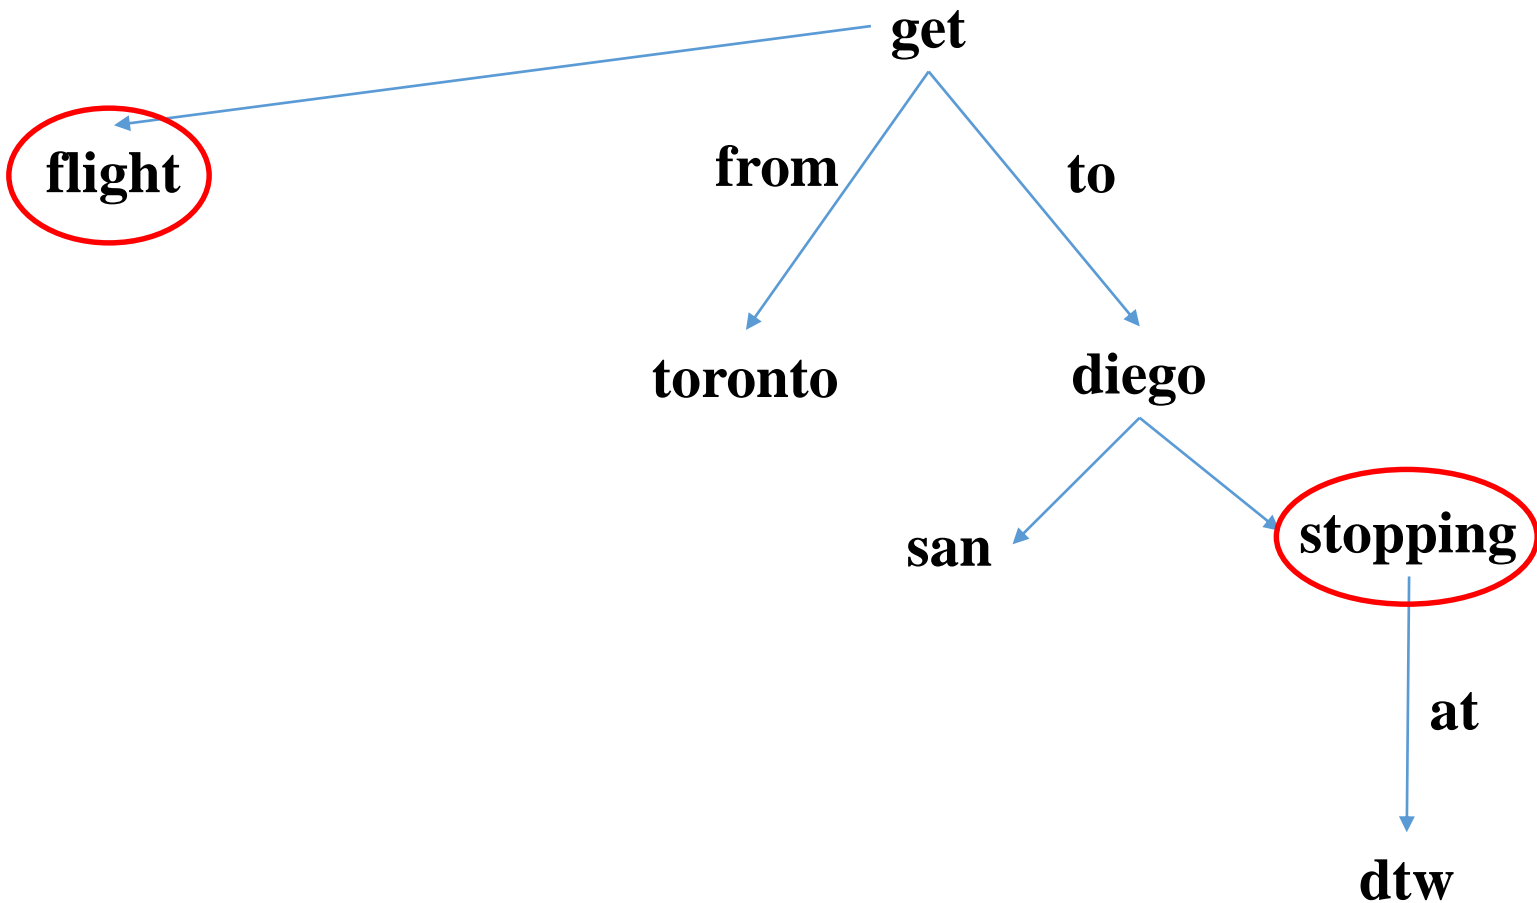 get
flight
from
to
toronto
diego
san
stopping
at
dtw